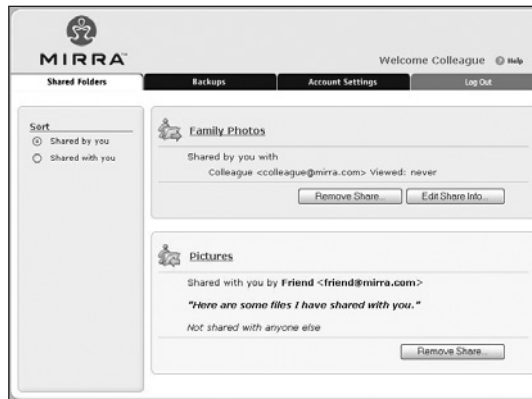 MIRRA™
Welcome Colleague ? Help
Shared Folders Backups Account Settings Log Out
Sort
Shared by you
Shared with you
Family Photos
Shared by you with
Colleague <colleague@mirra.com> Viewed: never
Remove Share... Edit Share Info...
Pictures
Shared with you by Friend <friend@mirra.com>
"Here are some files I have shared with you."
Not shared with anyone else
Remove Share...